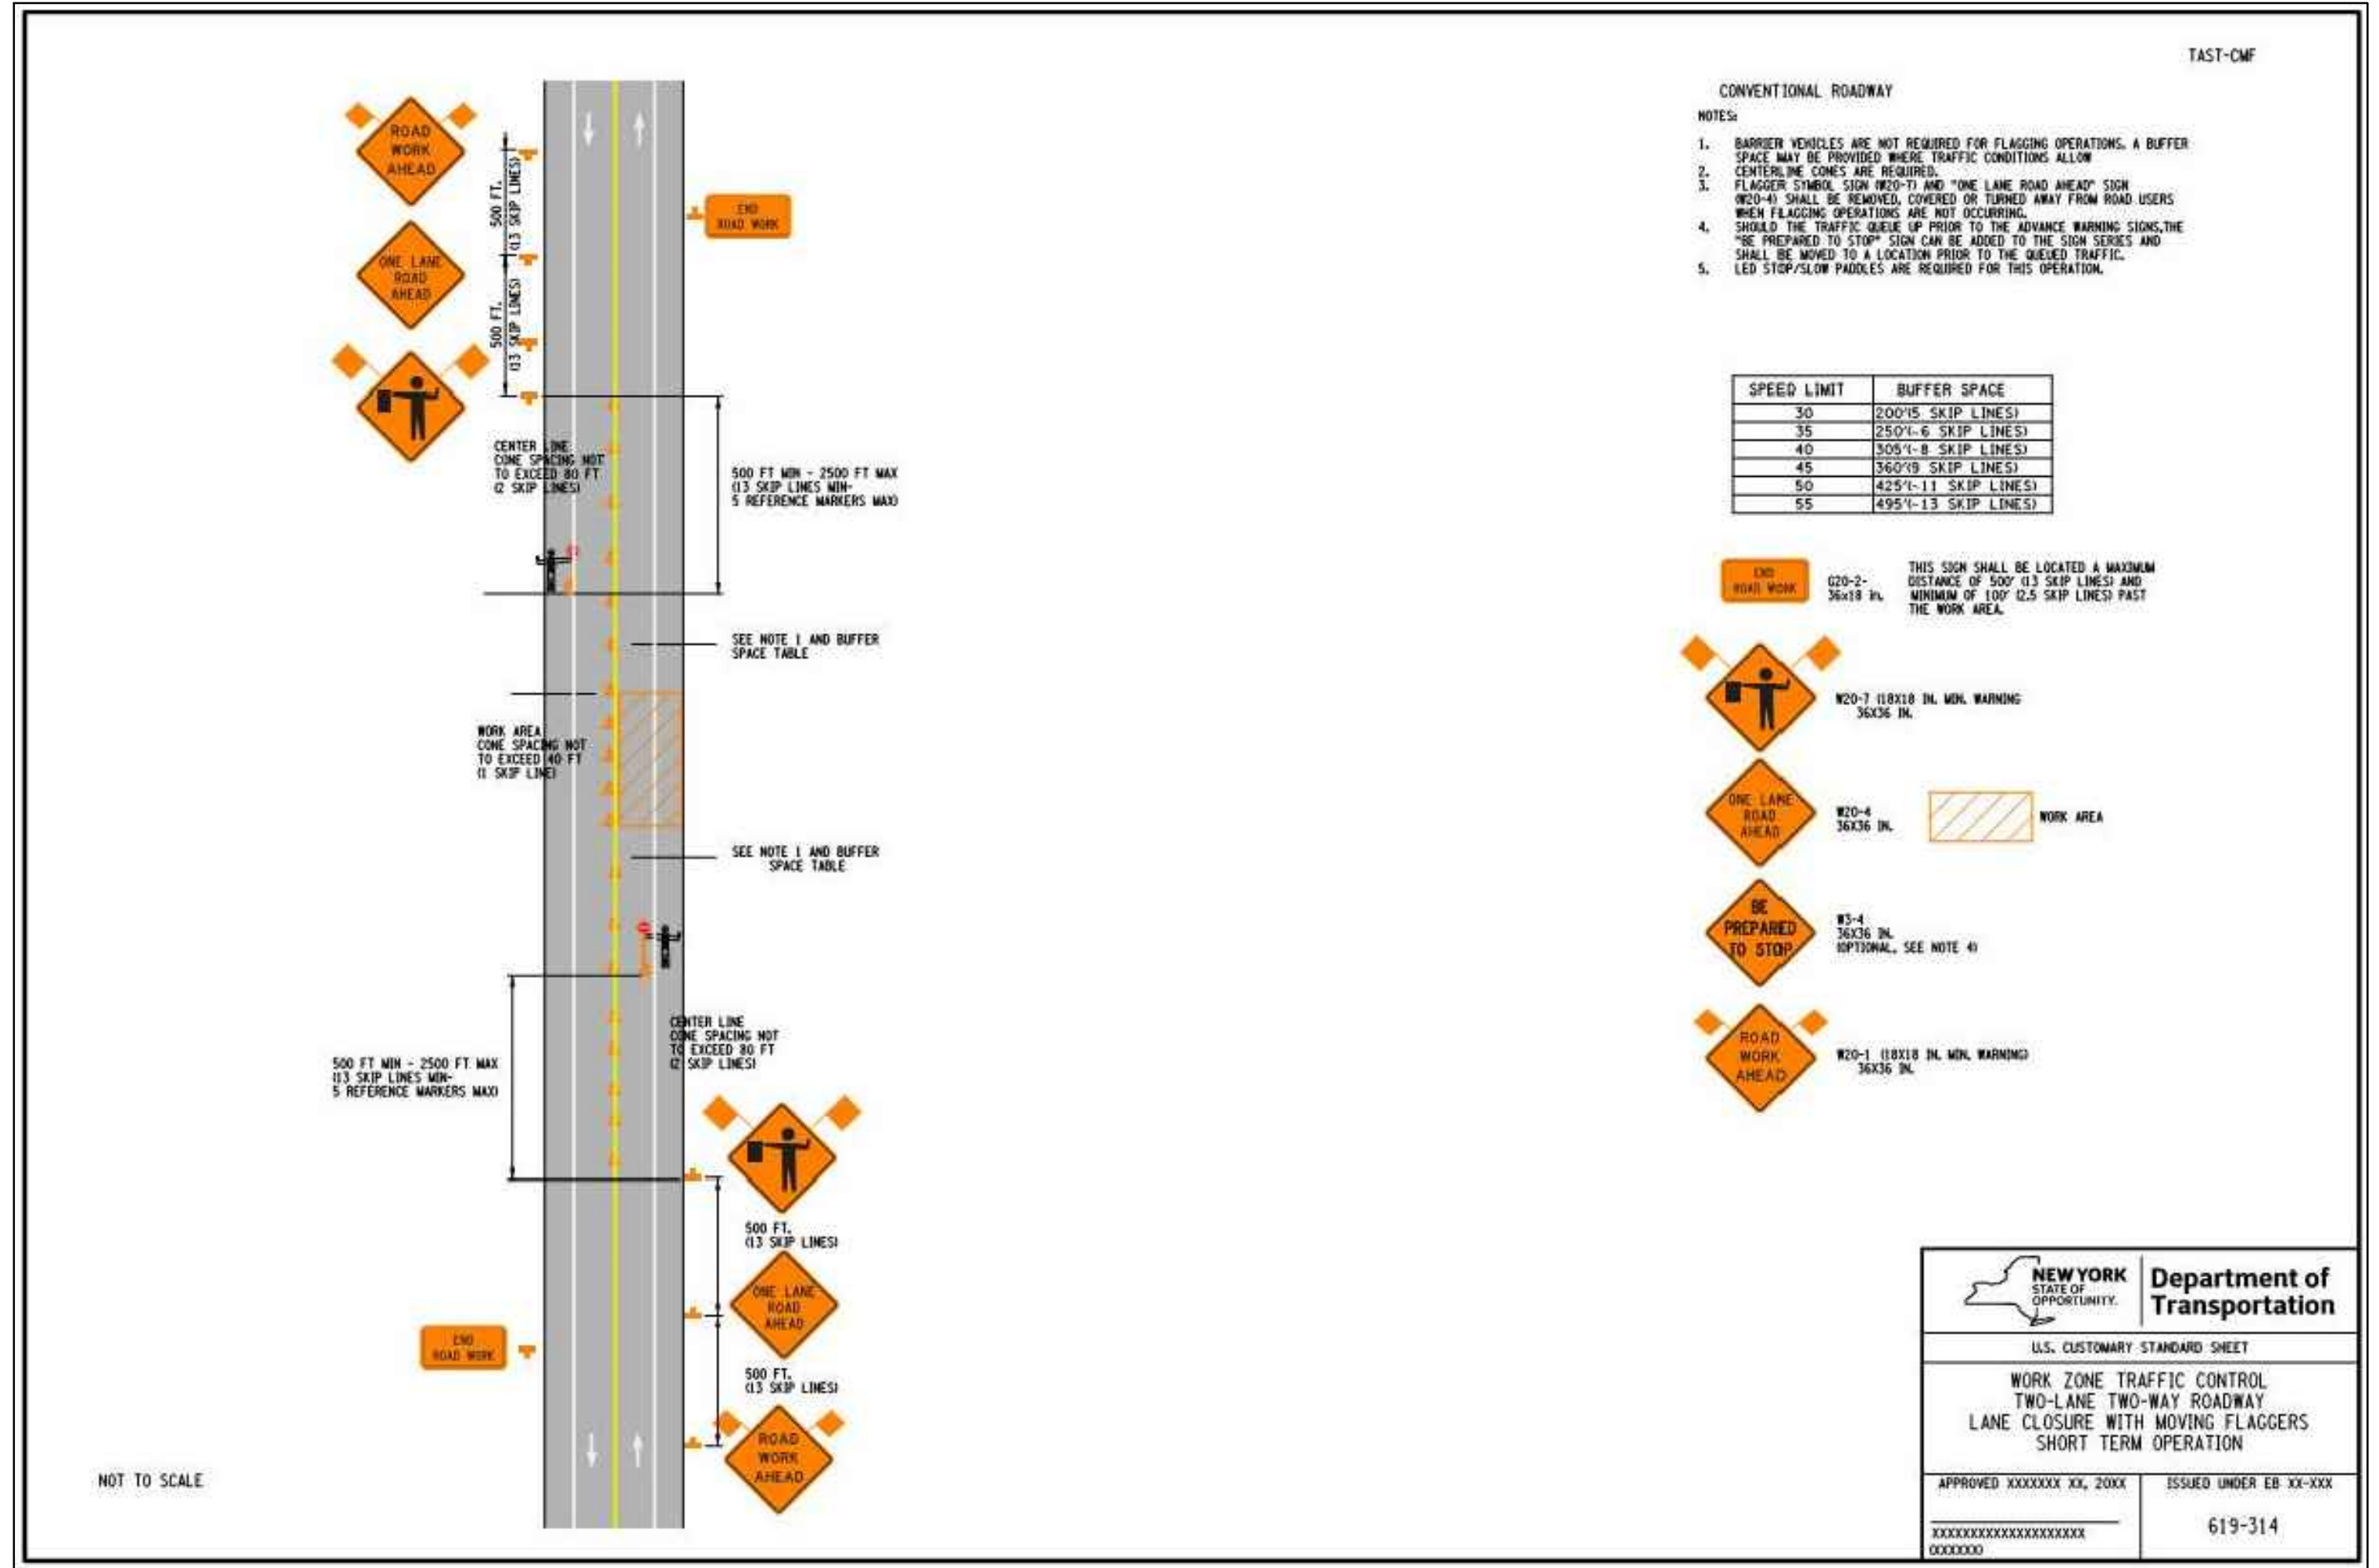 TAST-CMF
CONVENTIONAL ROADWAY
NOTES:
1. BARRIER VEHICLES ARE NOT REQUIRED FOR FLAGGING OPERATIONS. A BUFFER
SPACE MAY BE PROVIDED WHERE TRAFFIC CONDITIONS ALLOW
2. CENTERLINE CONES ARE REQUIRED.
3. FLAGGER SYMBOL SIGN (W20-7) AND "ONE LANE ROAD AHEAD" SIGN
(W20-4) SHALL BE REMOVED, COVERED OR TURNED AWAY FROM ROAD USERS
WHEN FLAGGING OPERATIONS ARE NOT OCCURRING.
4. SHOULD THE TRAFFIC QUEUE UP PRIOR TO THE ADVANCE WARNING SIGNS,THE
"BE PREPARED TO STOP" SIGN CAN BE ADDED TO THE SIGN SERIES AND
SHALL BE MOVED TO A LOCATION PRIOR TO THE QUEUED TRAFFIC.
5. LED STOP/SLOW PADDLES ARE REQUIRED FOR THIS OPERATION.
SPEED LIMIT BUFFER SPACE
30 200'(5 SKIP LINES)
35 250'(~6 SKIP LINES)
40 305'(~8 SKIP LINES)
45 360'(9 SKIP LINES)
50 425'(~11 SKIP LINES)
55 495'(~13 SKIP LINES)
END
ROAD WORK
G20-2-
36x18 in.
THIS SIGN SHALL BE LOCATED A MAXIMUM
DISTANCE OF 500' (13 SKIP LINES) AND
MINIMUM OF 100' (2.5 SKIP LINES) PAST
THE WORK AREA.
W20-7 (18X18 IN. MIN. WARNING
36X36 IN.
ONE LANE
ROAD
AHEAD
W20-4
36X36 IN.
WORK AREA
BE
PREPARED
TO STOP
W3-4
36X36 IN.
(OPTIONAL, SEE NOTE 4)
ROAD
WORK
AHEAD
W20-1 (18X18 IN. MIN. WARNING)
36X36 IN.
ROAD
WORK
AHEAD
500 FT.
(13 SKIP LINES)
END
ROAD WORK
ONE LANE
ROAD
AHEAD
500 FT.
(13 SKIP LINES)
CENTER LINE
CONE SPACING NOT
TO EXCEED 80 FT
(2 SKIP LINES)
500 FT MIN - 2500 FT MAX
(13 SKIP LINES MIN-
5 REFERENCE MARKERS MAX)
SEE NOTE 1 AND BUFFER
SPACE TABLE
WORK AREA
CONE SPACING NOT
TO EXCEED 40 FT
(1 SKIP LINE)
SEE NOTE 1 AND BUFFER
SPACE TABLE
CENTER LINE
CONE SPACING NOT
TO EXCEED 80 FT
(2 SKIP LINES)
500 FT MIN - 2500 FT MAX
(13 SKIP LINES MIN-
5 REFERENCE MARKERS MAX)
500 FT.
(13 SKIP LINES)
ONE LANE
ROAD
AHEAD
END
ROAD WORK
500 FT.
(13 SKIP LINES)
ROAD
WORK
AHEAD
NOT TO SCALE
NEW YORK
STATE OF
OPPORTUNITY.
Department of
Transportation
U.S. CUSTOMARY STANDARD SHEET
WORK ZONE TRAFFIC CONTROL
TWO-LANE TWO-WAY ROADWAY
LANE CLOSURE WITH MOVING FLAGGERS
SHORT TERM OPERATION
APPROVED XXXXXXX XX, 20XX
ISSUED UNDER EB XX-XXX
XXXXXXXXXXXXXXXXXXXX
OOOOOOO
619-314